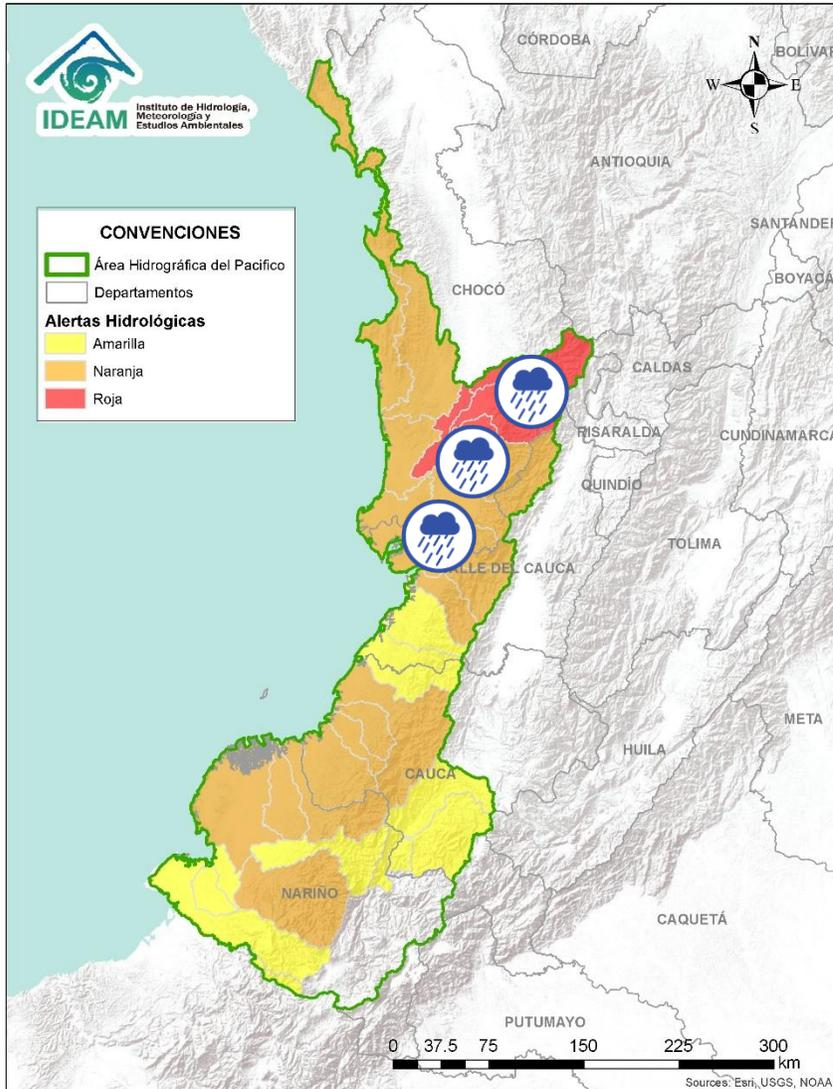 IDEAM
Instituto de Hidrología,
Meteorología y
Estudios Ambientales
CONVENCIONES
Área Hidrográfica del Pacifico
Departamentos
Alertas Hidrológicas
Amarilla
Naranja
Roja
N
W
E
S
CÓRDOBA
BOLÍVAR
ANTIOQUIA
SANTANDER
BOYACÁ
CHOCÓ
CALDAS
RISARALDA
CUNDINAMARCA
QUINDÍO
TOLIMA
ALLE DEL CAUCA
META
HUILA
CAUCA
NARIÑO
CAQUETÁ
PUTUMAYO
0 37.5 75 150 225 300
km
Sources: Esri, USGS, NOAA